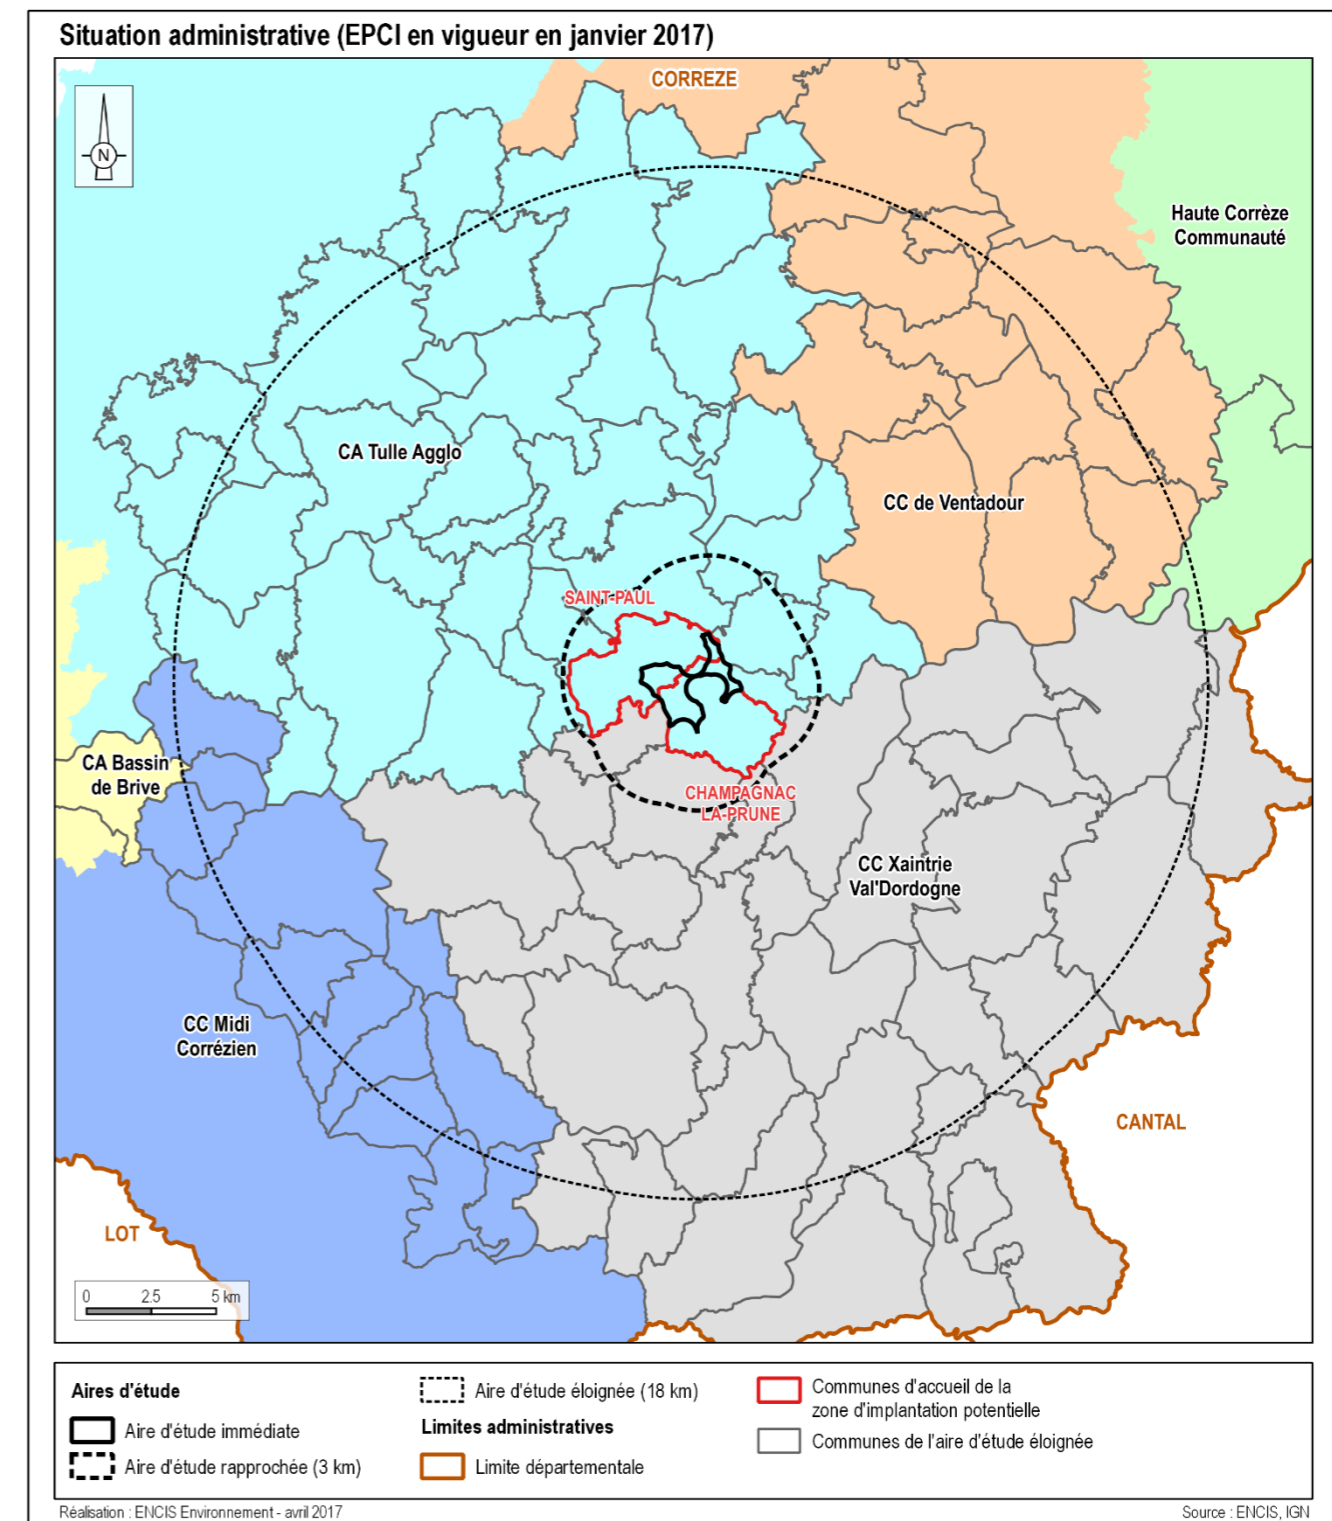 Situation administrative (EPCI en vigueur en janvier 2017)
CORREZE
N
Haute Corrèze
Communauté
CA Tulle Agglo
CC de Ventadour
SAINT-PAUL
CA Bassin
de Brive
CHAMPAGNAC
LA-PRUNE
CC Xaintrie
Val'Dordogne
CC Midi
Corrézien
CANTAL
LOT
0 2.5 5 km
Aires d'étude
Aire d'étude immédiate
Aire d'étude rapprochée (3 km)
Aire d'étude éloignée (18 km)
Limites administratives
Limite départementale
Communes d'accueil de la
zone d'implantation potentielle
Communes de l'aire d'étude éloignée
Réalisation : ENCIS Environnement - avril 2017
Source : ENCIS, IGN